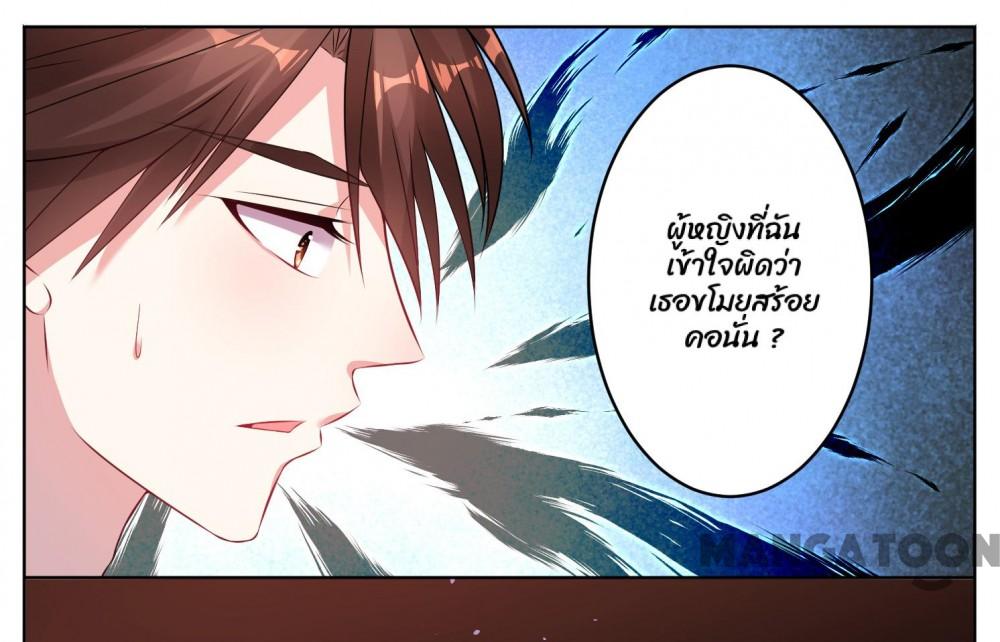 ผู้หญิงที่ฉัน
เข้าใจผิดว่า
เธอขโมยสร้อย
คอนั่น ?
MANGATOON